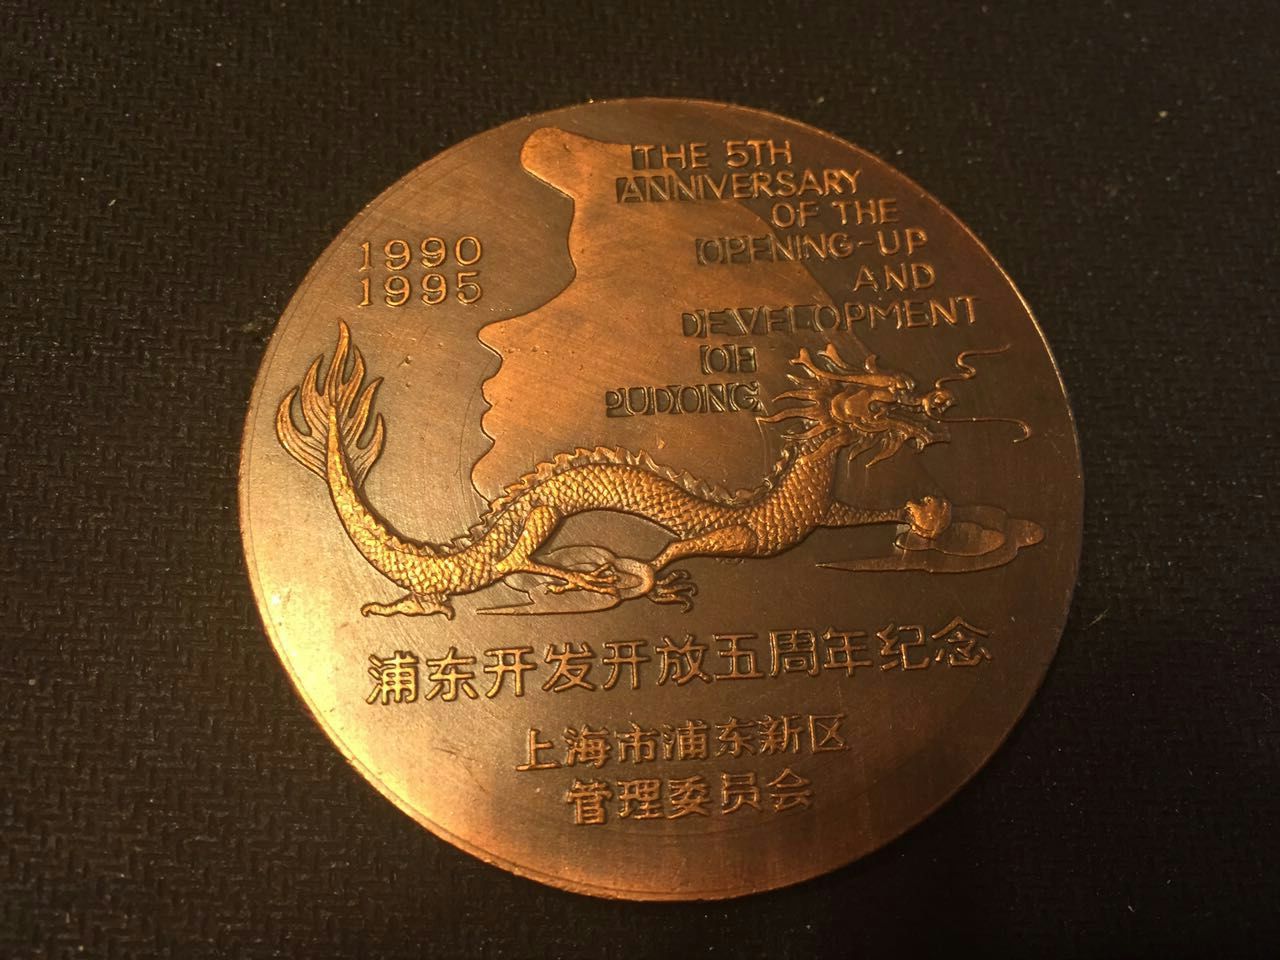 THE 5TH
ANNIVERSARY
OF THE
OPENING-UP
AND
DEVELOPMENT
OF
PUDONG
1990
1995
浦东开发开放五周年纪念
上海市浦东新区
管理委员会